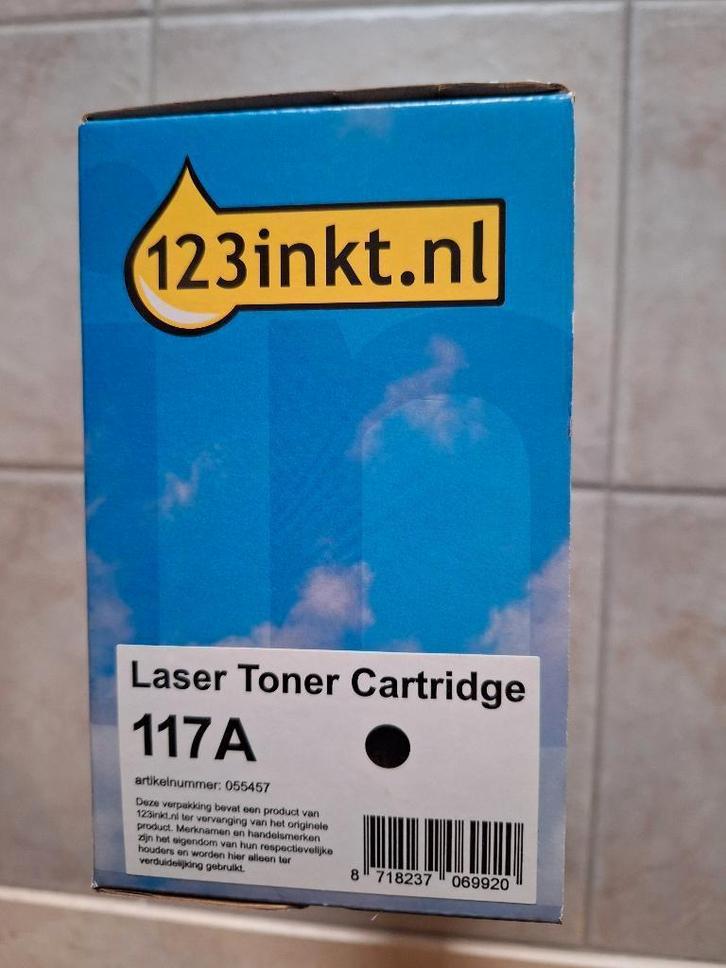 123inkt.nl
Laser Toner Cartridge
117A
artikelnummer: 055457
Deze verpakking bevat een product van
123inkt.nl ter vervanging van het originele
product. Merknamen en handelsmerken
zijn het eigendom van hun respectievelijke
houders en worden hier alleen ter
verduidelijking gebruikt.
8 718237 069920